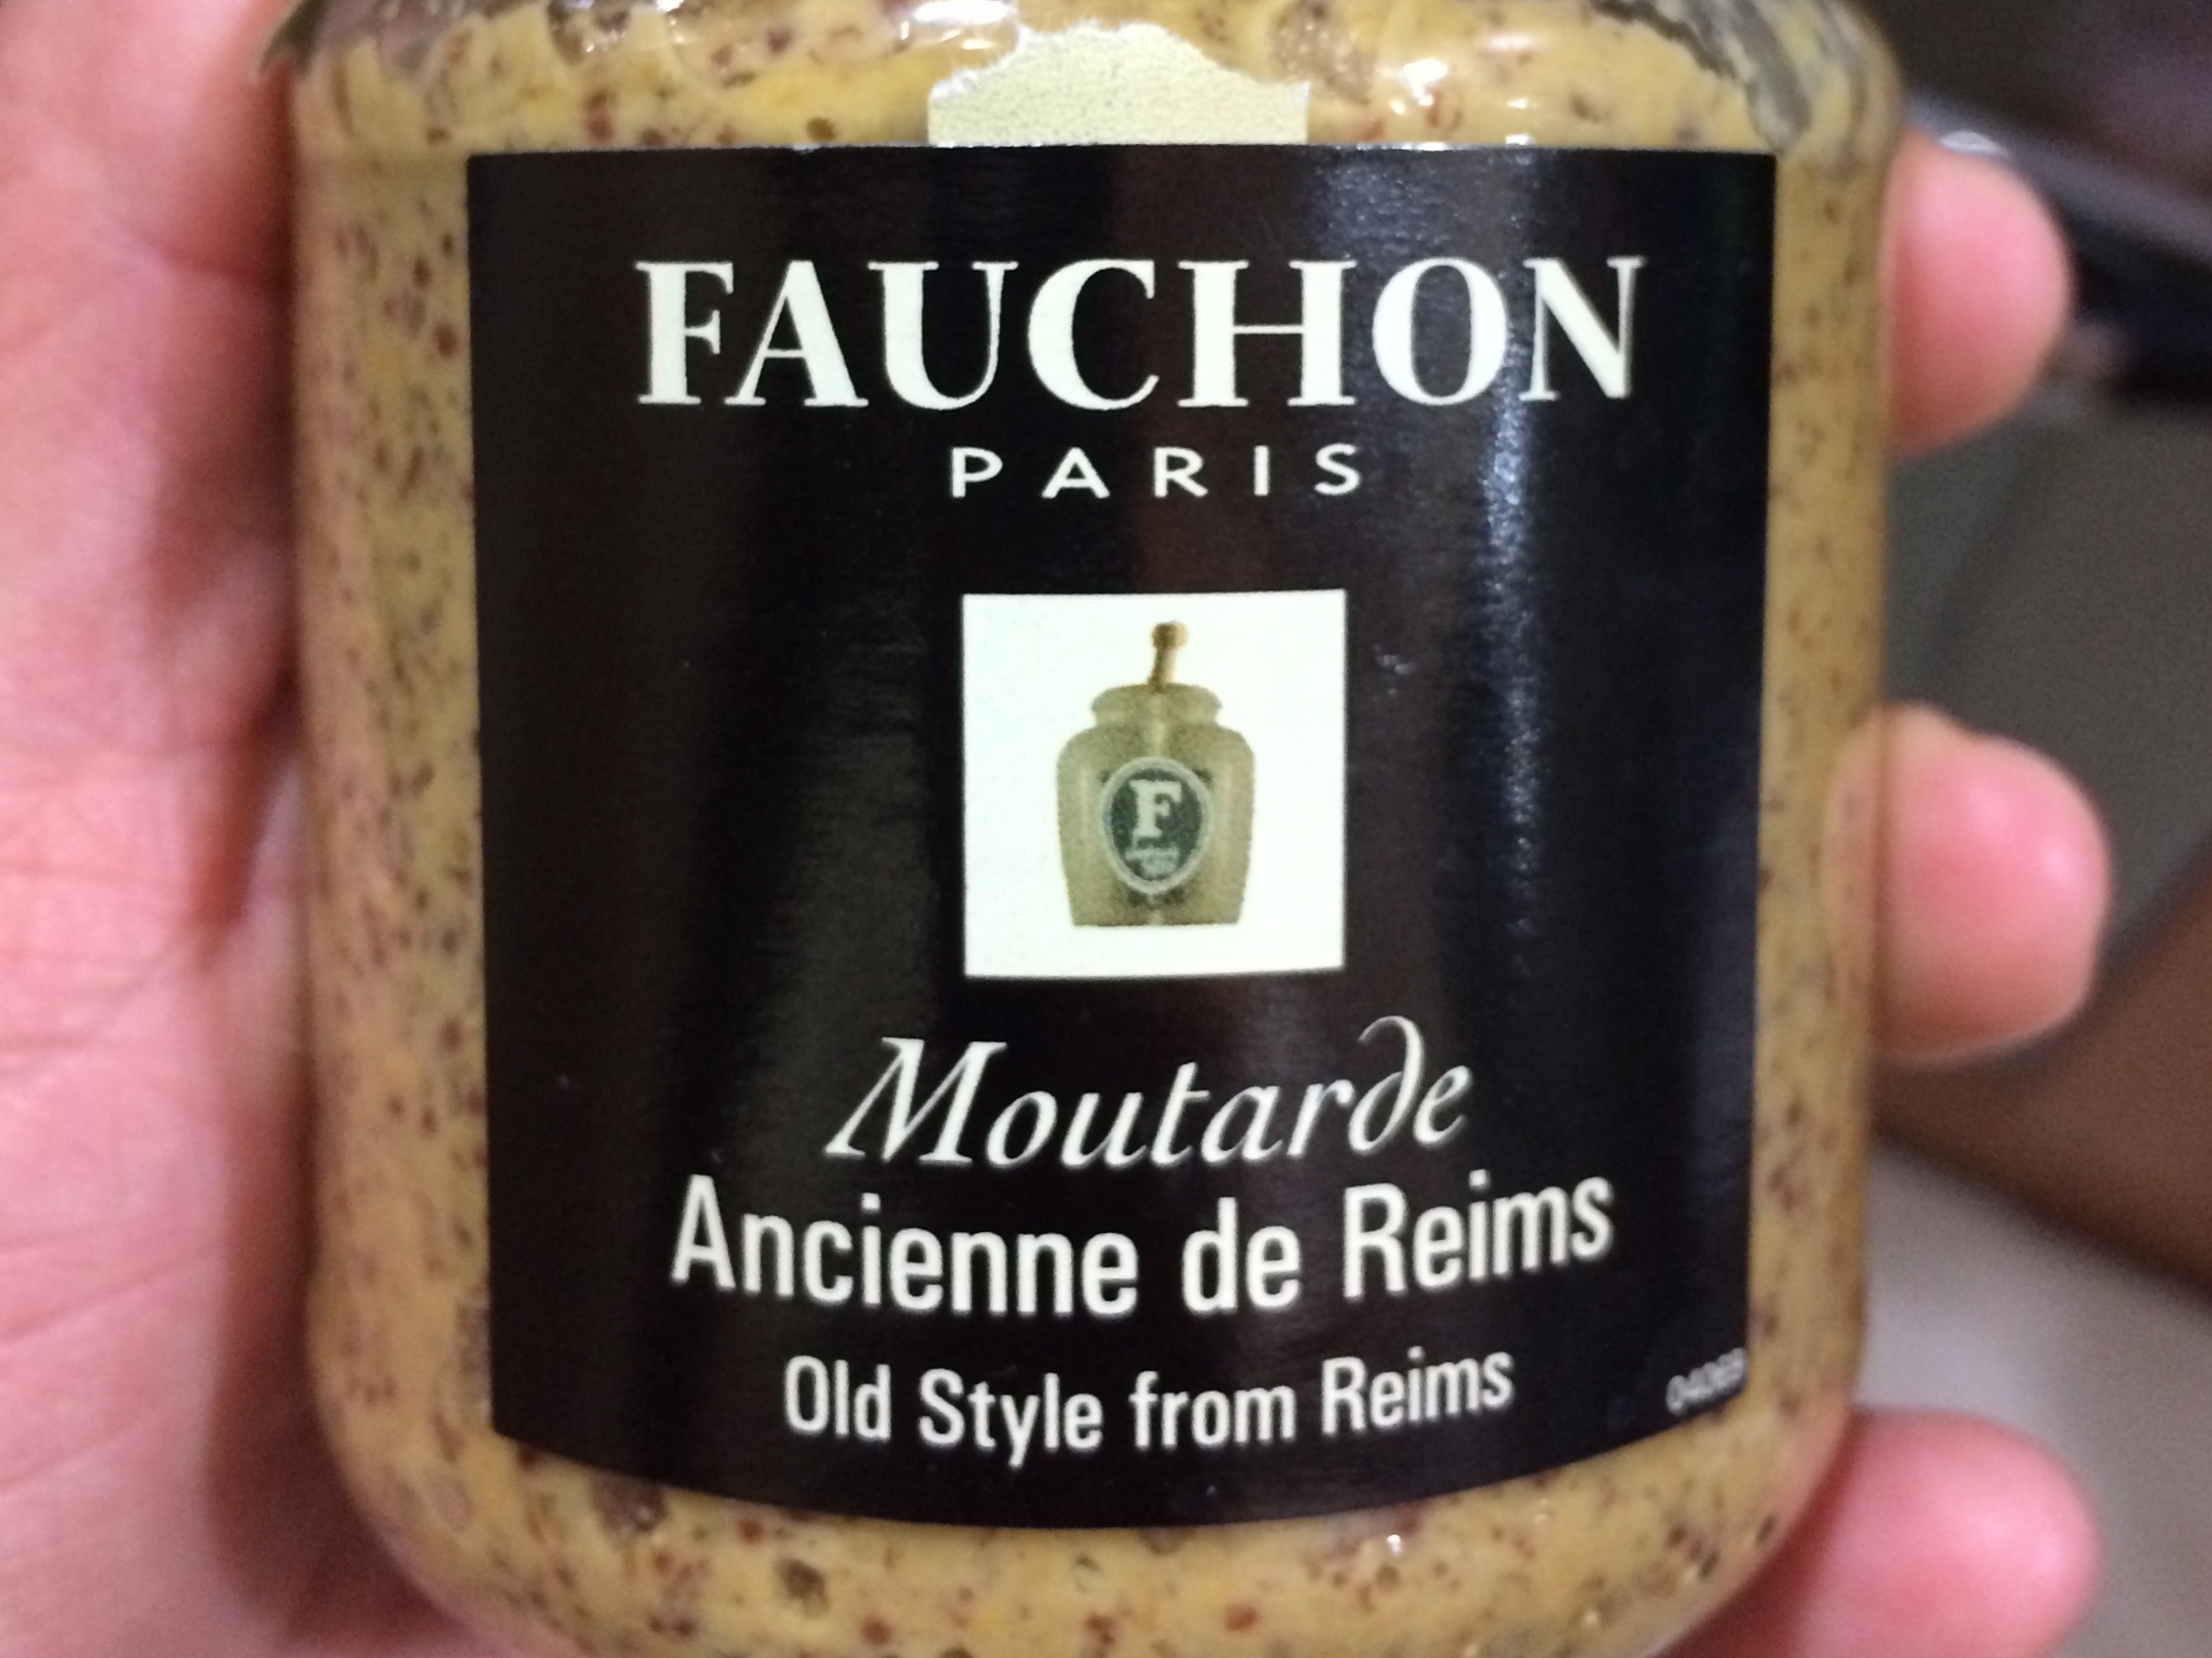 FAUCHON
PARIS
F
Moutarde
Ancienne de Reims
Old Style from Reims